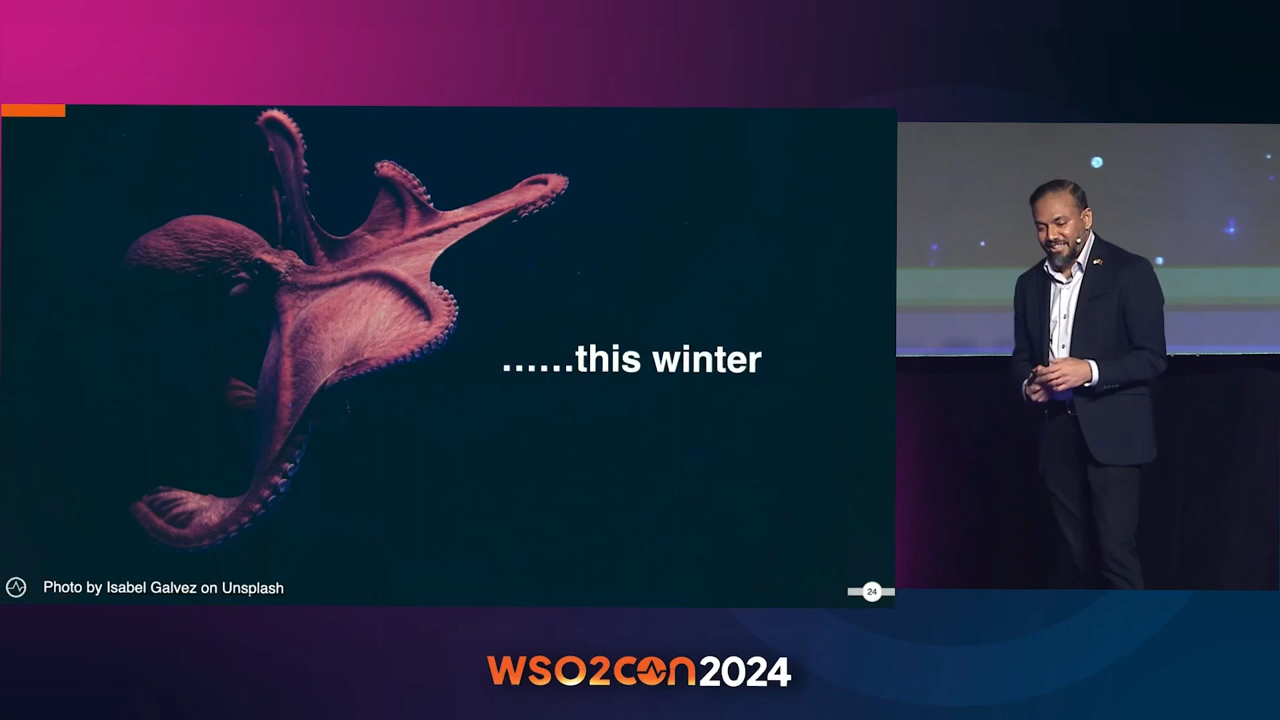 ......this winter
Photo by Isabel Galvez on Unsplash
24
WSO2CON2024